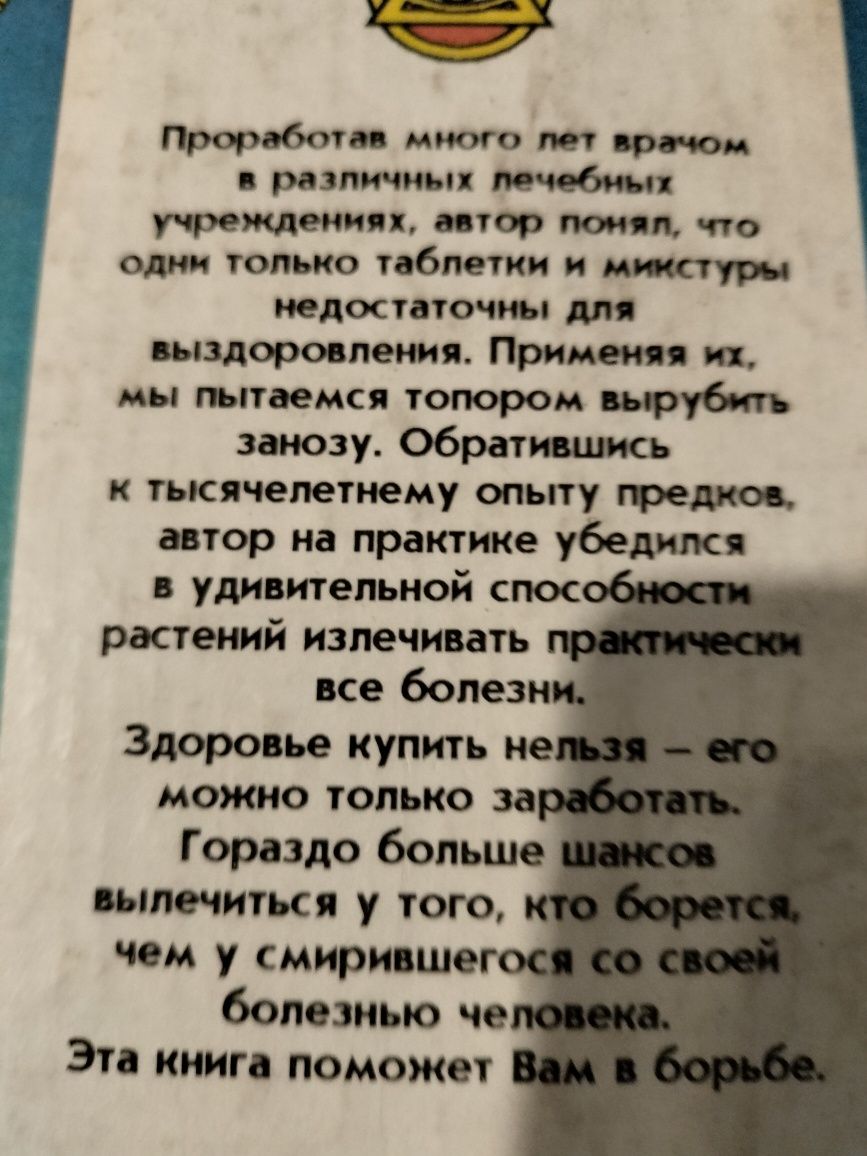 Проработав много лет врачом
в различных лечебных
учреждениях, автор понял, что
одни только таблетки и микстуры
недостаточны для
выздоровления. Применяя их,
мы пытаемся топором вырубить
занозу. Обратившись
к тысячелетнему опыту предков,
автор на практике убедился
в удивительной способности
растений излечивать практически
все болезни.
Здоровье купить нельзя – его
можно только заработать.
Гораздо больше шансов
вылечиться у того, кто борется,
чем у смирившегося со своей
болезнью человека.
Эта книга поможет Вам в борьбе.